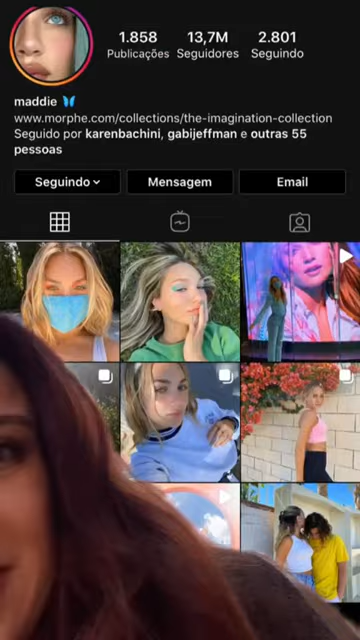 1.858 13,7M 2.801
Publicações Seguidores Seguindo
maddie
www.morphe.com/collections/the-imagination-collection
Seguido por karenbachini, gabijeffman e outras 55
pessoas
Seguindo Mensagem Email